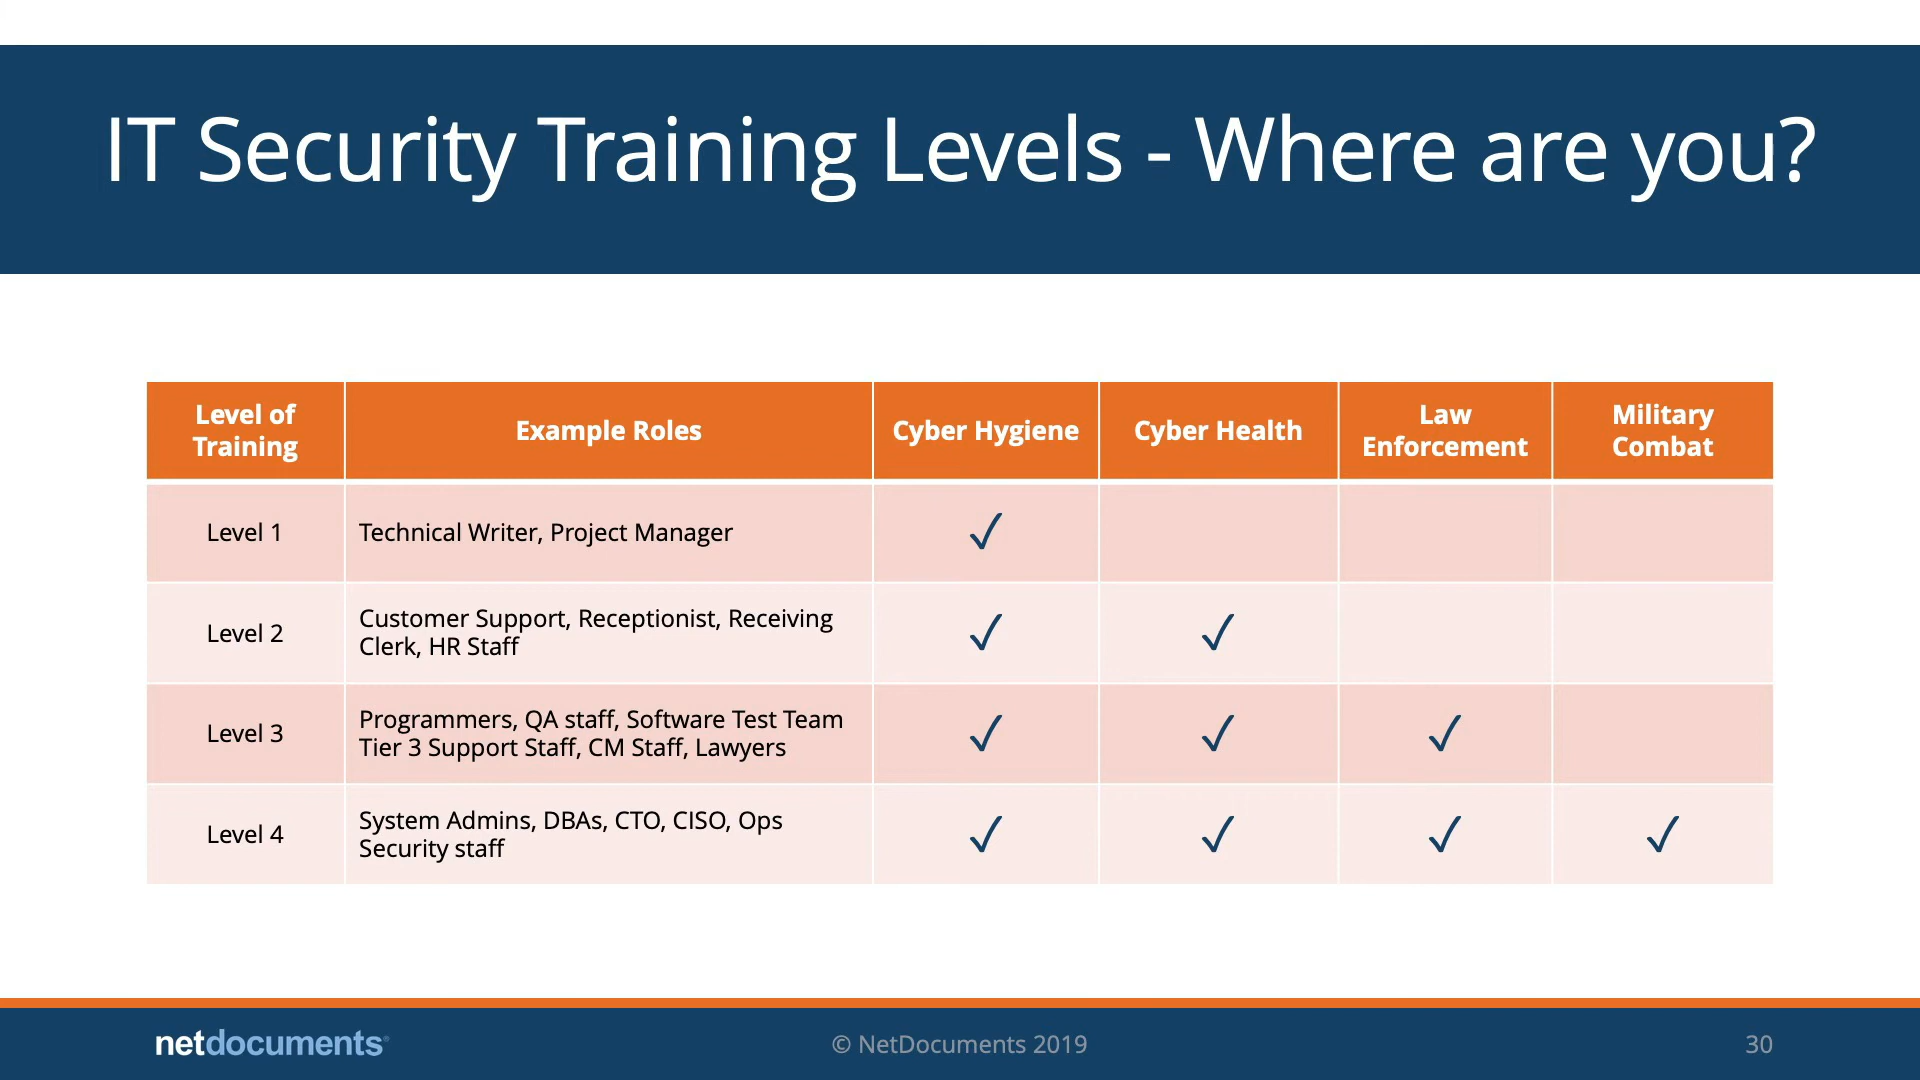 IT Security Training Levels - Where are you?
Level of
Training
Example Roles
Cyber Hygiene
Cyber Health
Law
Enforcement
Military
Combat
Level 1
Technical Writer, Project Manager
✓
Level 2
Customer Support, Receptionist, Receiving
Clerk, HR Staff
✓ ✓
Level 3
Programmers, QA staff, Software Test Team
Tier 3 Support Staff, CM Staff, Lawyers
✓ ✓ ✓
Level 4
System Admins, DBAs, CTO, CISO, Ops
Security staff
✓ ✓ ✓ ✓
netdocuments
© NetDocuments 2019
30